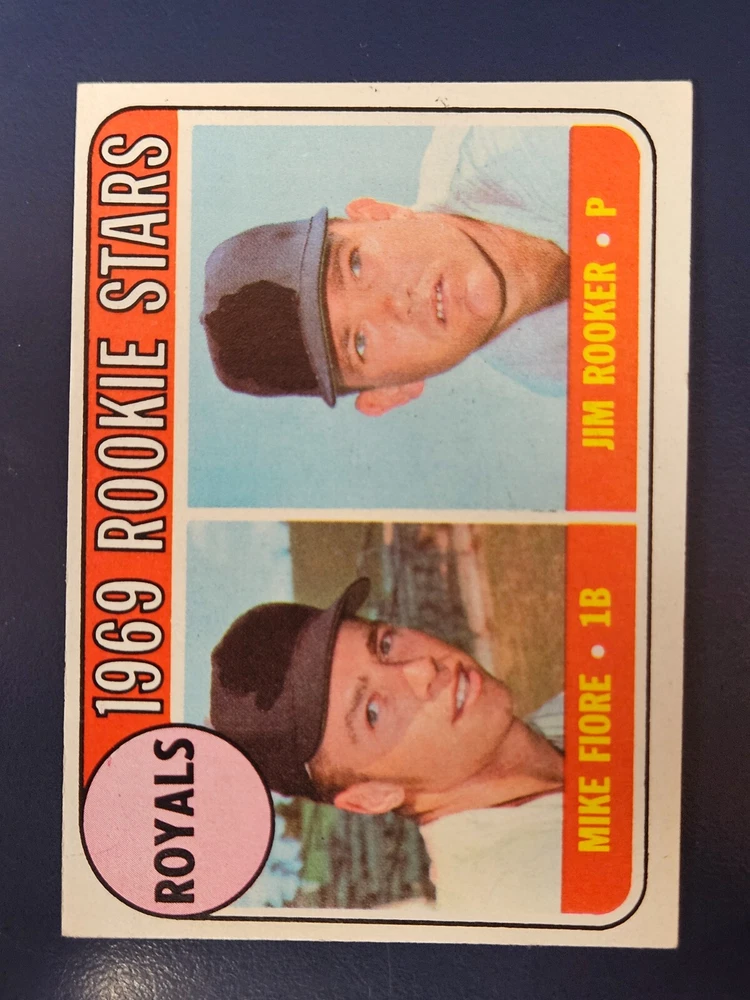 1969 ROOKIE STARS
ROYALS
MIKE FIORE • 1B
JIM ROOKER • P